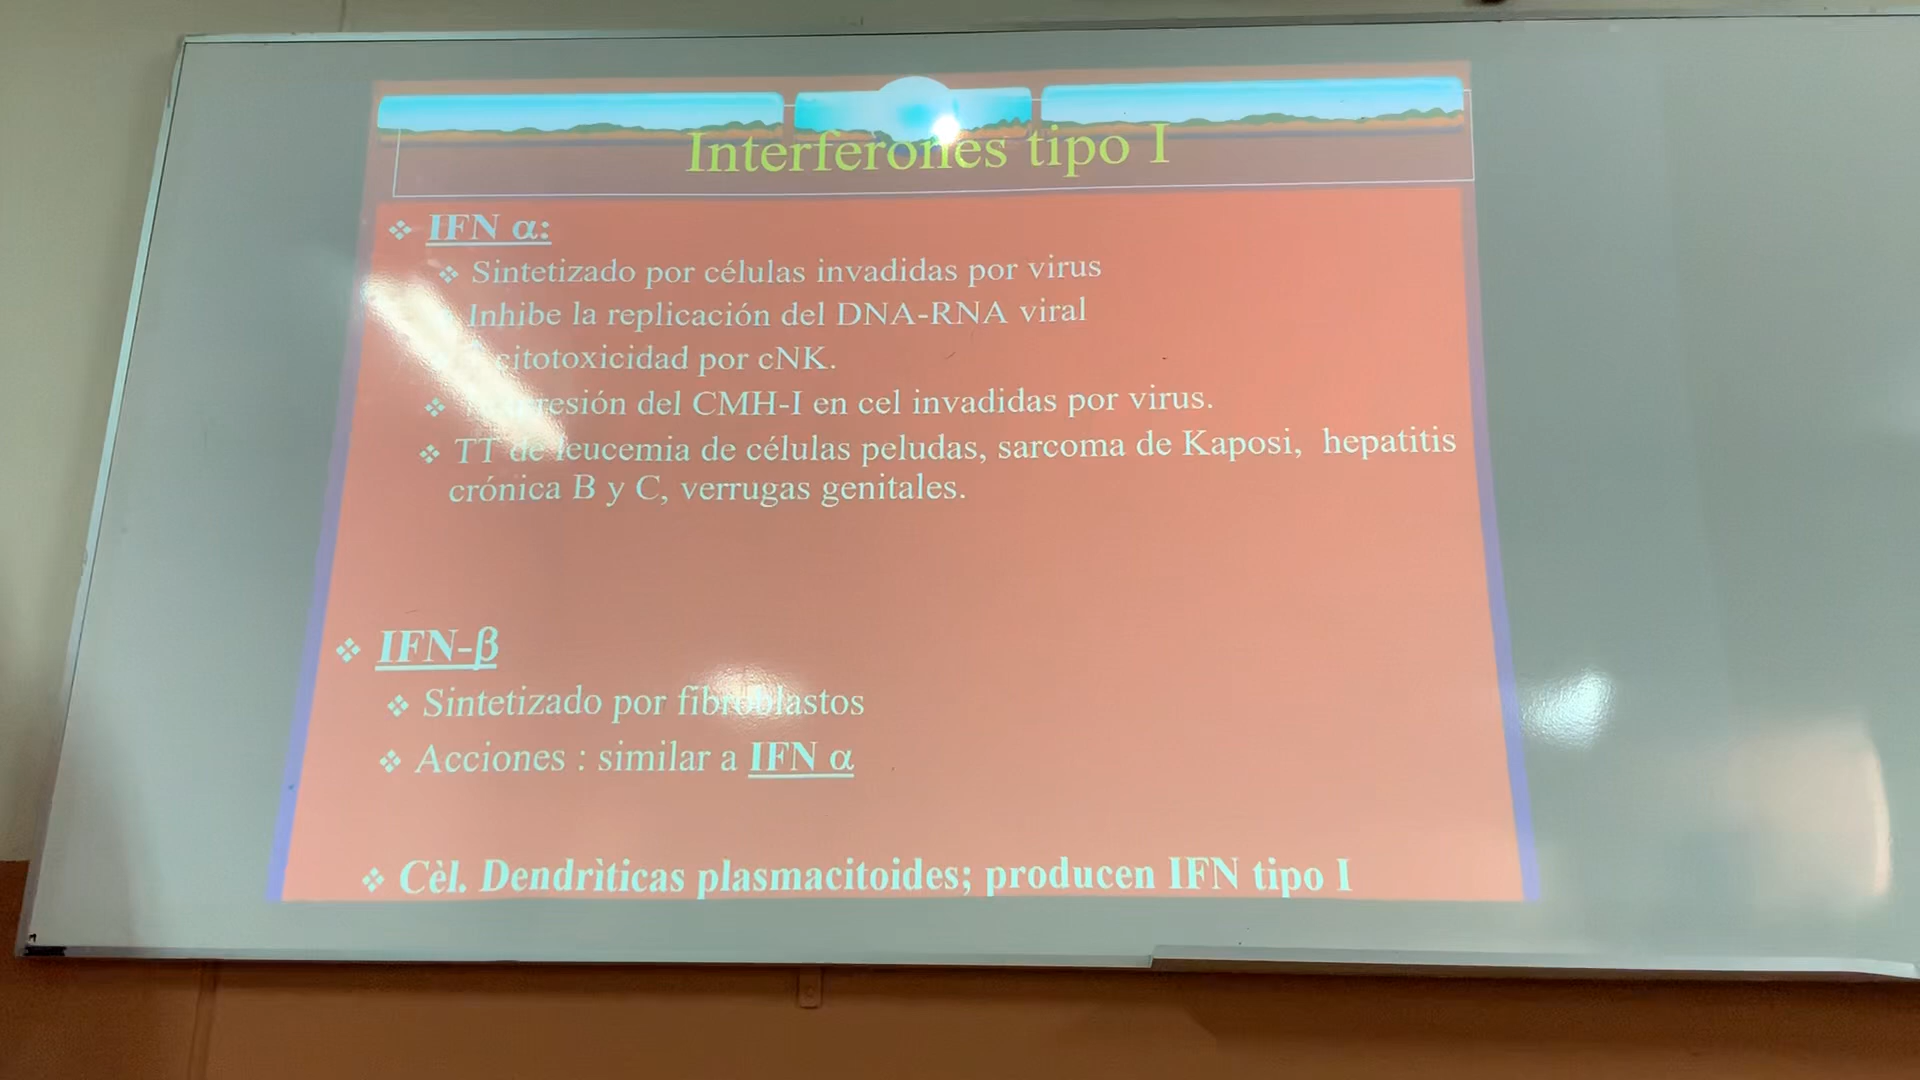 Interferones tipo I
IFN α:
Sintetizado por células invadidas por virus
Inhibe la replicación del DNA-RNA viral
citotoxicidad por cNK.
del CMH-I en cel invadidas por virus.
TT de leucemia de células peludas, sarcoma de Kaposi, hepatitis
crónica B y C, verrugas genitales.
IFN-β
Sintetizado por fibroblastos
Acciones : similar a IFN α
Cèl. Dendrìticas plasmacitoides; producen IFN tipo I